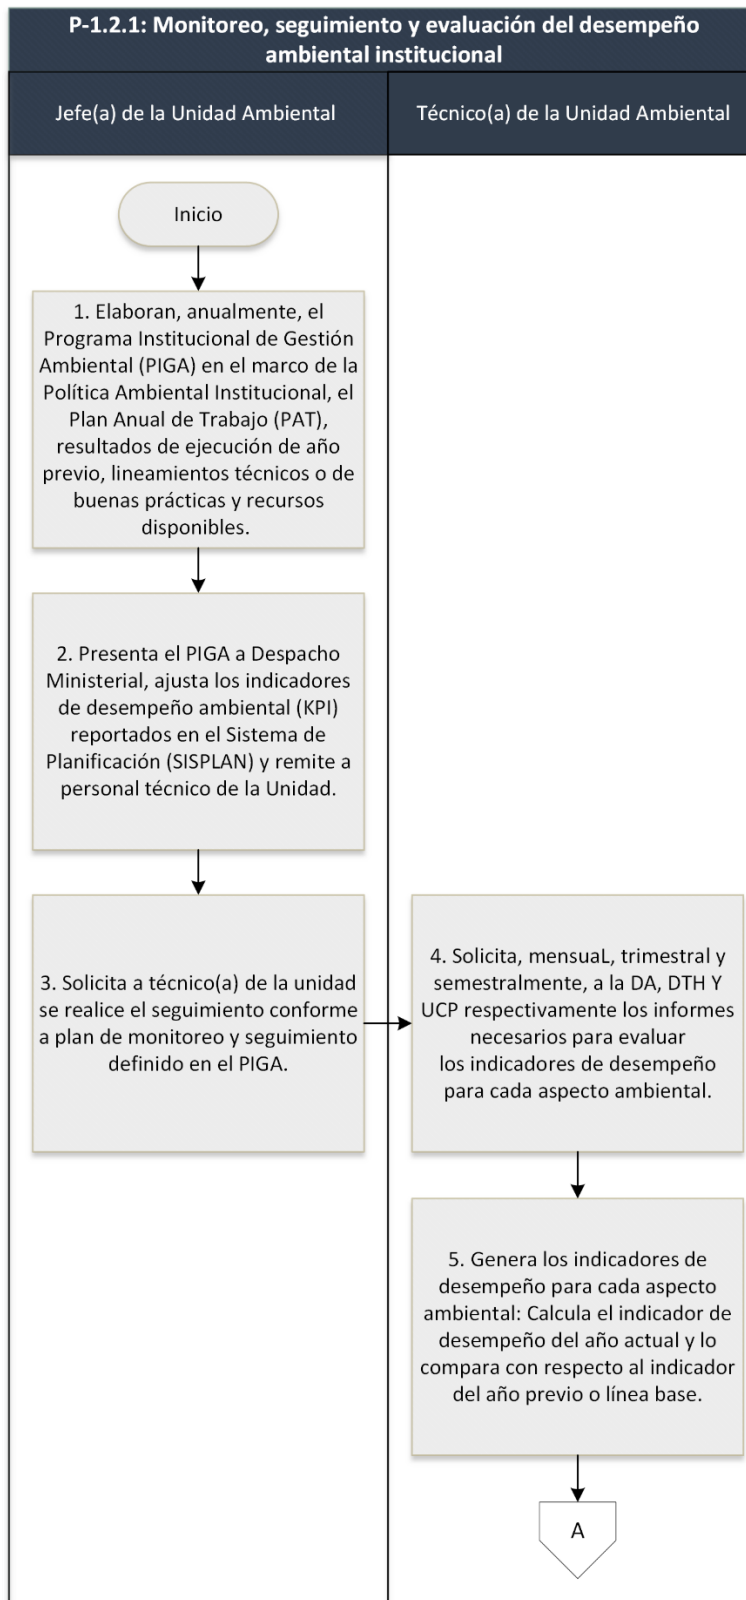 P-1.2.1: Monitoreo, seguimiento y evaluación del desempeño
ambiental institucional
Jefe(a) de la Unidad Ambiental
Técnico(a) de la Unidad Ambiental
Inicio
1. Elaboran, anualmente, el
Programa Institucional de Gestión
Ambiental (PIGA) en el marco de la
Política Ambiental Institucional, el
Plan Anual de Trabajo (PAT),
resultados de ejecución de año
previo, lineamientos técnicos o de
buenas prácticas y recursos
disponibles.
2. Presenta el PIGA a Despacho
Ministerial, ajusta los indicadores
de desempeño ambiental (KPI)
reportados en el Sistema de
Planificación (SISPLAN) y remite a
personal técnico de la Unidad.
3. Solicita a técnico(a) de la unidad
se realice el seguimiento conforme
a plan de monitoreo y seguimiento
definido en el PIGA.
4. Solicita, mensuaL, trimestral y
semestralmente, a la DA, DTH Y
UCP respectivamente los informes
necesarios para evaluar
los indicadores de desempeño
para cada aspecto ambiental.
5. Genera los indicadores de
desempeño para cada aspecto
ambiental: Calcula el indicador de
desempeño del año actual y lo
compara con respecto al indicador
del año previo o línea base.
A